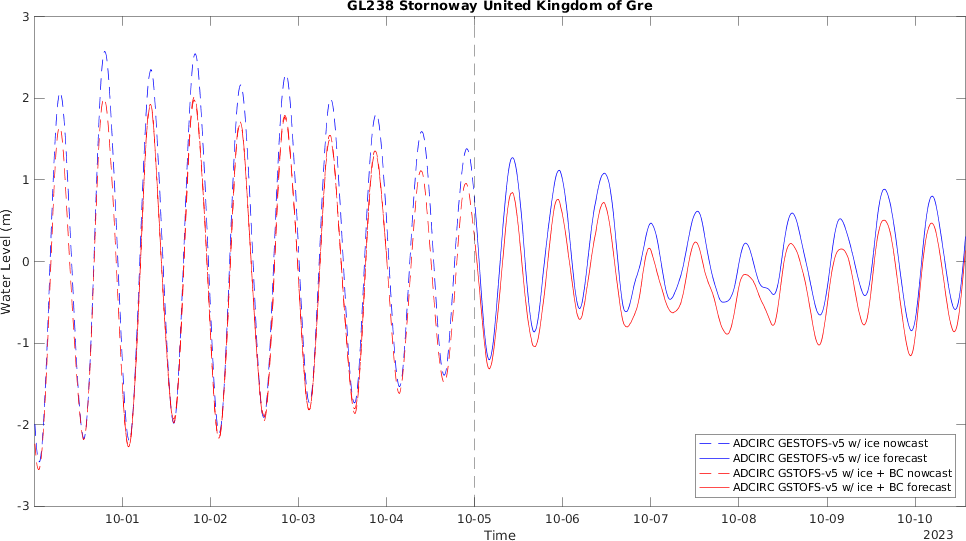 GL238 Stornoway United Kingdom of Gre
3
2
1
0
-1
-2
-3
Water Level (m)
10-01 10-02 10-03 10-04 10-05 10-06 10-07 10-08 10-09 10-10
Time
2023
ADCIRC GESTOFS-v5 w/ ice nowcast
ADCIRC GESTOFS-v5 w/ ice forecast
ADCIRC GSTOFS-v5 w/ ice + BC nowcast
ADCIRC GSTOFS-v5 w/ ice + BC forecast